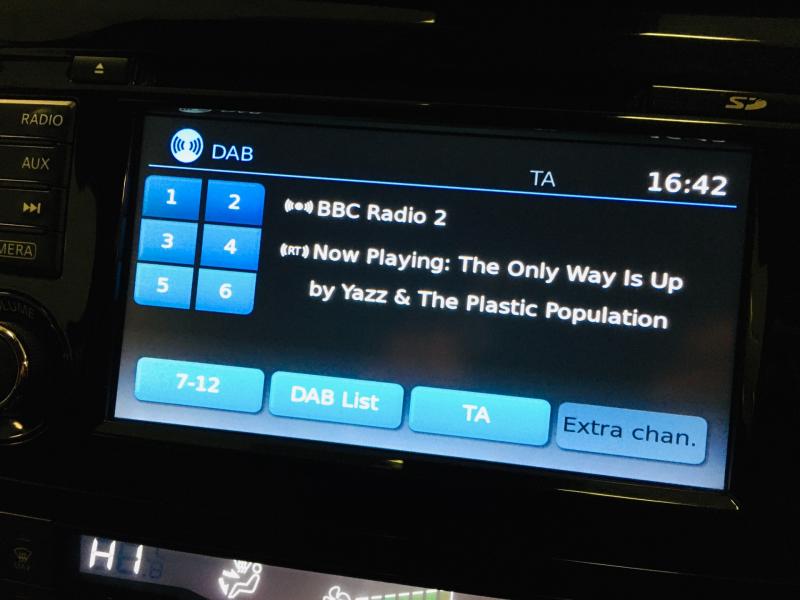 RADIO
AUX
MERA
SD
DAB
TA 16:42
1 2
3 4
5 6
BBC Radio 2
(RT) Now Playing: The Only Way Is Up
by Yazz & The Plastic Population
7-12 DAB List TA Extra chan.
HI